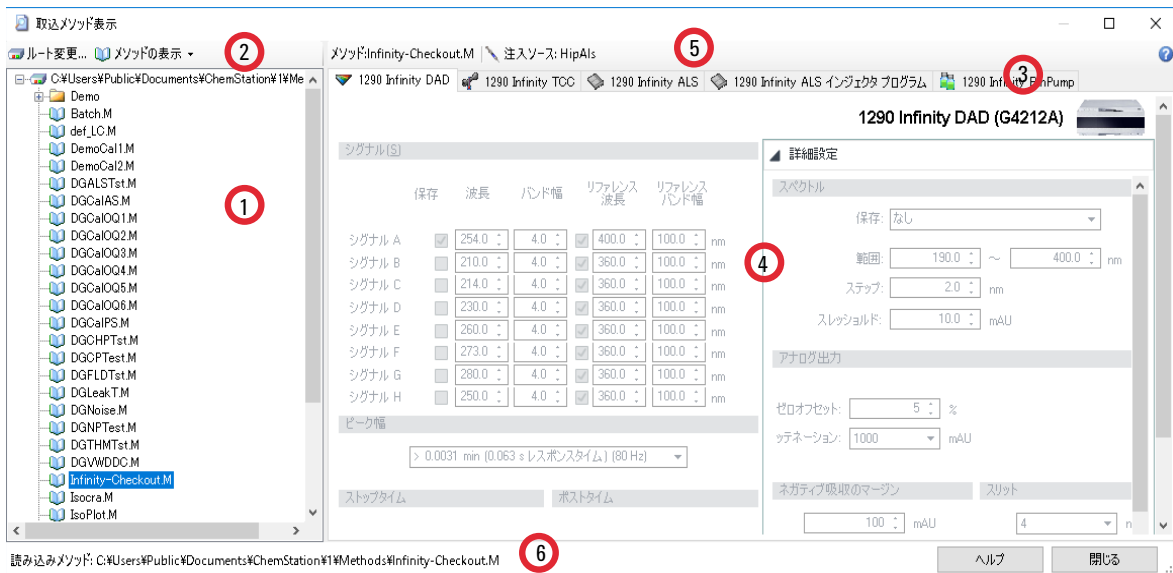 取込メソッド表示
ルート変更... メソッドの表示
2
メソッド:Infinity-Checkout.M 注入ソース: HipAls
5
C:¥Users¥Public¥Documents¥ChemStation¥1¥Me
Demo
Batch.M
def_LC.M
DemoCal1.M
DemoCal2.M
DGALSTst.M
DGCalAS.M
DGCalOQ1.M
DGCalOQ2.M
DGCalOQ3.M
DGCalOQ4.M
DGCalOQ5.M
DGCalOQ6.M
DGCalPS.M
DGCHPTst.M
DGCPTest.M
DGFLDTst.M
DGLeakT.M
DGNoise.M
DGNPTest.M
DGTHMTst.M
DGVWDDC.M
Infinity-Checkout.M
Isocra.M
IsoPlot.M
1
1290 Infinity DAD 1290 Infinity TCC 1290 Infinity ALS 1290 Infinity ALS インジェクタ プログラム 1290 Infinity BinPump
3
1290 Infinity DAD (G4212A)
シグナル(S)
保存 波長 バンド幅 リファレンス波長 リファレンスバンド幅
シグナル A 254.0 4.0 400.0 100.0 nm
シグナル B 210.0 4.0 360.0 100.0 nm
シグナル C 214.0 4.0 360.0 100.0 nm
シグナル D 230.0 4.0 360.0 100.0 nm
シグナル E 260.0 4.0 360.0 100.0 nm
シグナル F 273.0 4.0 360.0 100.0 nm
シグナル G 280.0 4.0 360.0 100.0 nm
シグナル H 250.0 4.0 360.0 100.0 nm
ピーク幅
> 0.0031 min (0.063 s レスポンスタイム) (80 Hz)
ストップタイム ポストタイム
4
詳細設定
スペクトル
保存: なし
範囲: 190.0 ～ 400.0 nm
ステップ: 2.0 nm
スレッショルド: 10.0 mAU
アナログ出力
ゼロオフセット: 5 %
ッテネーション: 1000 mAU
ネガティブ吸収のマージン スリット
100 mAU 4 n
読み込みメソッド: C:¥Users¥Public¥Documents¥ChemStation¥1¥Methods¥Infinity-Checkout.M
6
ヘルプ 閉じる